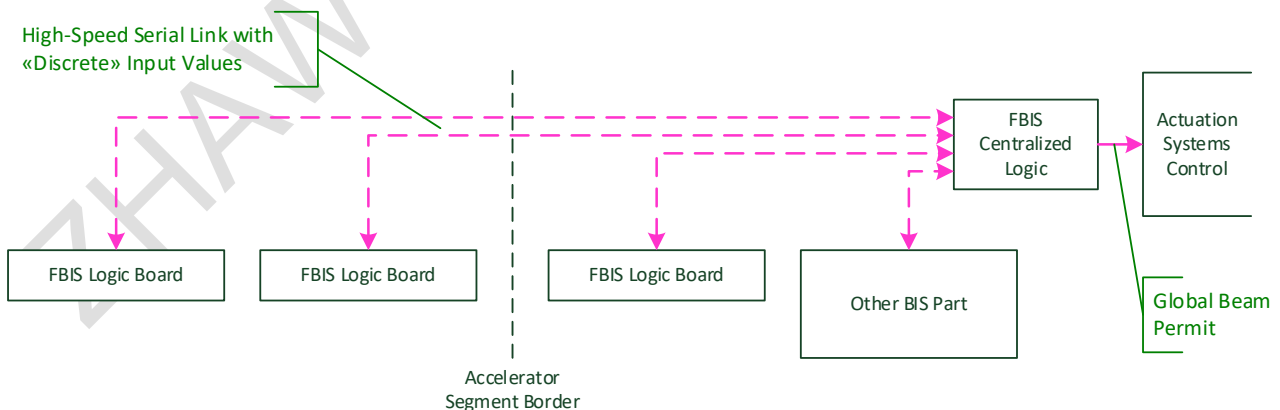 High-Speed Serial Link with
«Discrete» Input Values
ZHAW
FBIS
Centralized
Logic
Actuation
Systems
Control
FBIS Logic Board
FBIS Logic Board
FBIS Logic Board
Other BIS Part
Global Beam
Permit
Accelerator
Segment Border